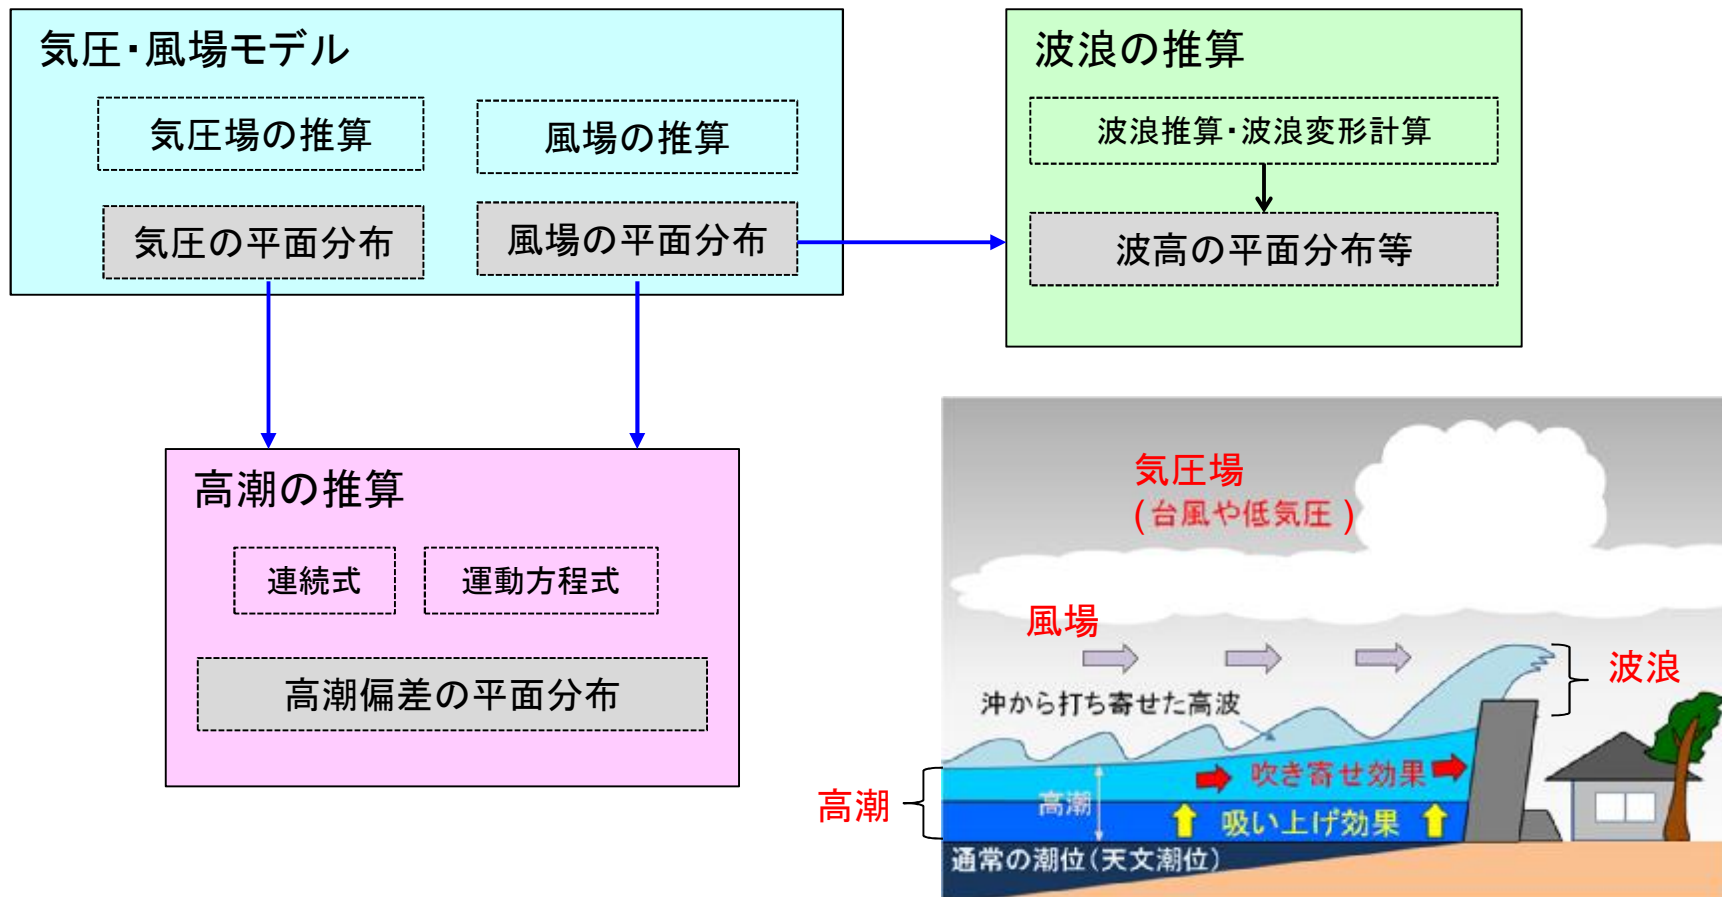 気圧・風場モデル
気圧場の推算
風場の推算
気圧の平面分布
風場の平面分布
波浪の推算
波浪推算・波浪変形計算
波高の平面分布等
高潮の推算
連続式
運動方程式
高潮偏差の平面分布
気圧場
(台風や低気圧)
風場
波浪
沖から打ち寄せた高波
吹き寄せ効果
高潮
高潮
吸い上げ効果
通常の潮位(天文潮位)